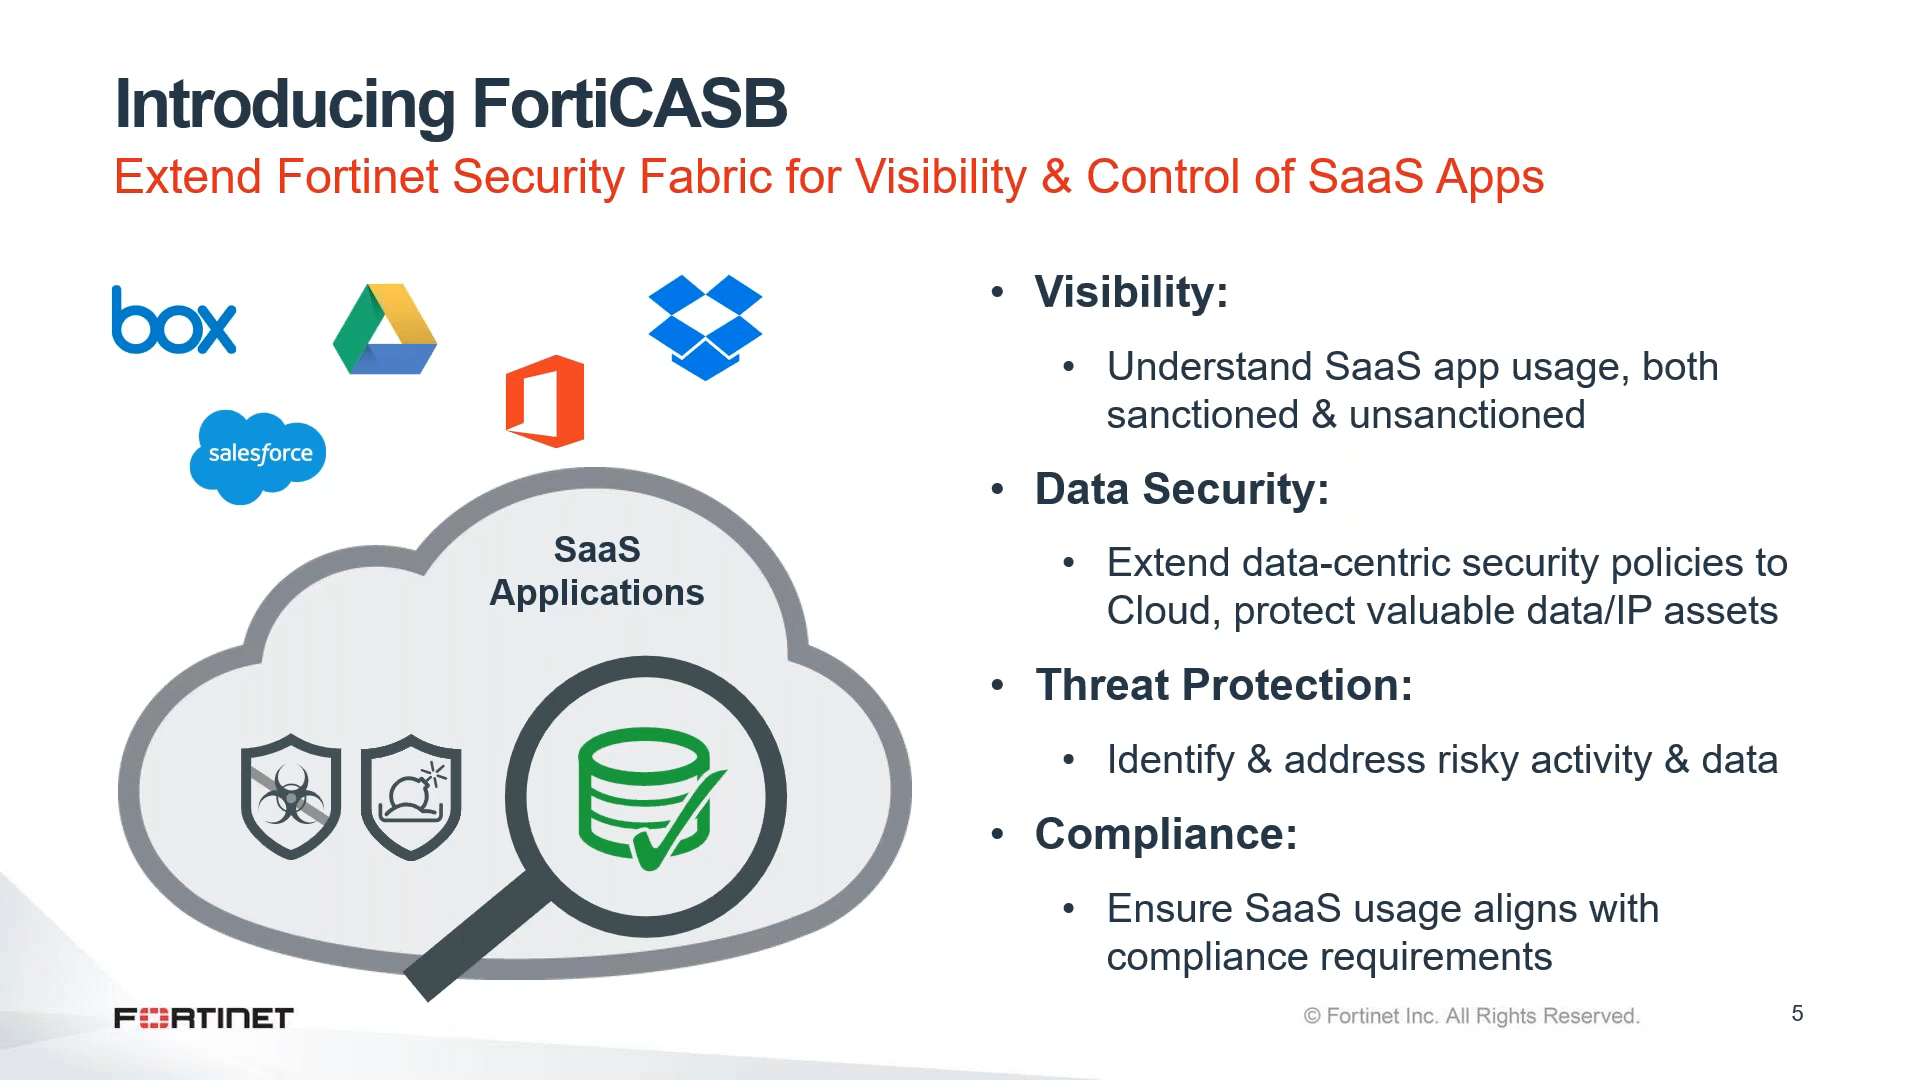 Introducing FortiCASB
Extend Fortinet Security Fabric for Visibility & Control of SaaS Apps
box
salesforce
SaaS
Applications
• Visibility:
• Understand SaaS app usage, both
sanctioned & unsanctioned
• Data Security:
• Extend data-centric security policies to
Cloud, protect valuable data/IP assets
• Threat Protection:
• Identify & address risky activity & data
• Compliance:
• Ensure SaaS usage aligns with
compliance requirements
FORTINET
© Fortinet Inc. All Rights Reserved.
5